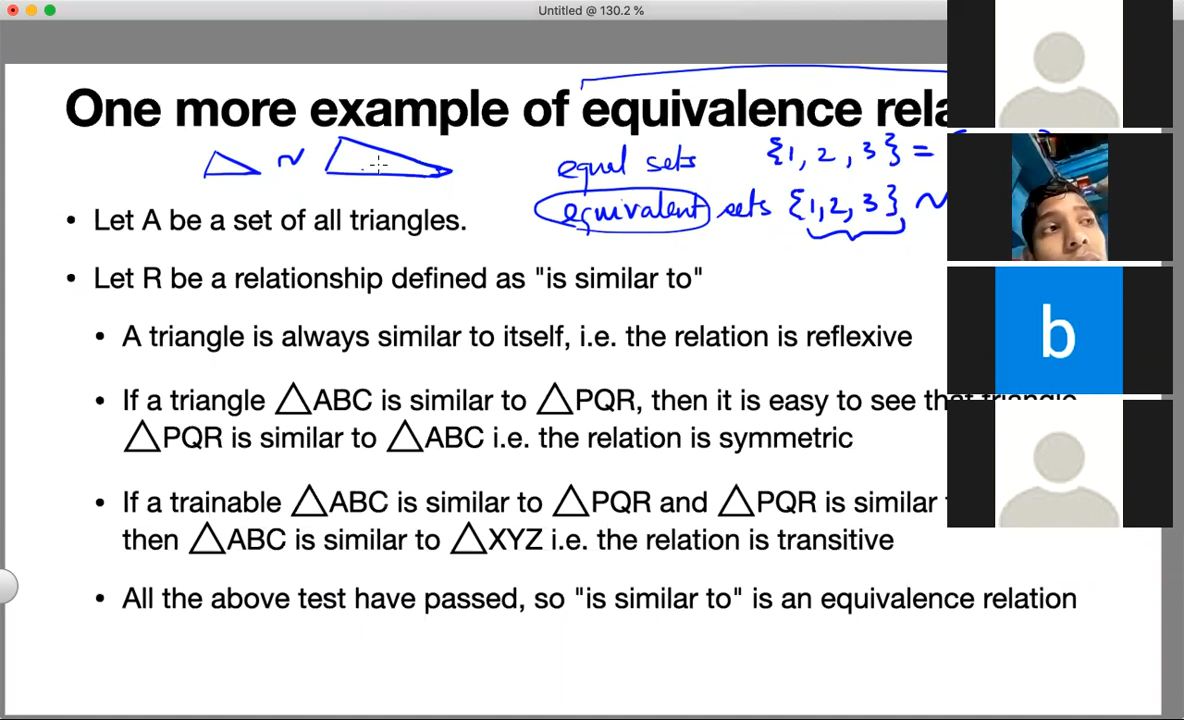 Untitled @ 130.2 %
One more example of equivalence rela
~
equal sets {1, 2, 3} =
equivalent sets {1, 2, 3} ~
• Let A be a set of all triangles.
• Let R be a relationship defined as "is similar to"
• A triangle is always similar to itself, i.e. the relation is reflexive
• If a triangle △ABC is similar to △PQR, then it is easy to see that triangle
△PQR is similar to △ABC i.e. the relation is symmetric
• If a trainable △ABC is similar to △PQR and △PQR is similar
then △ABC is similar to △XYZ i.e. the relation is transitive
• All the above test have passed, so "is similar to" is an equivalence relation
b